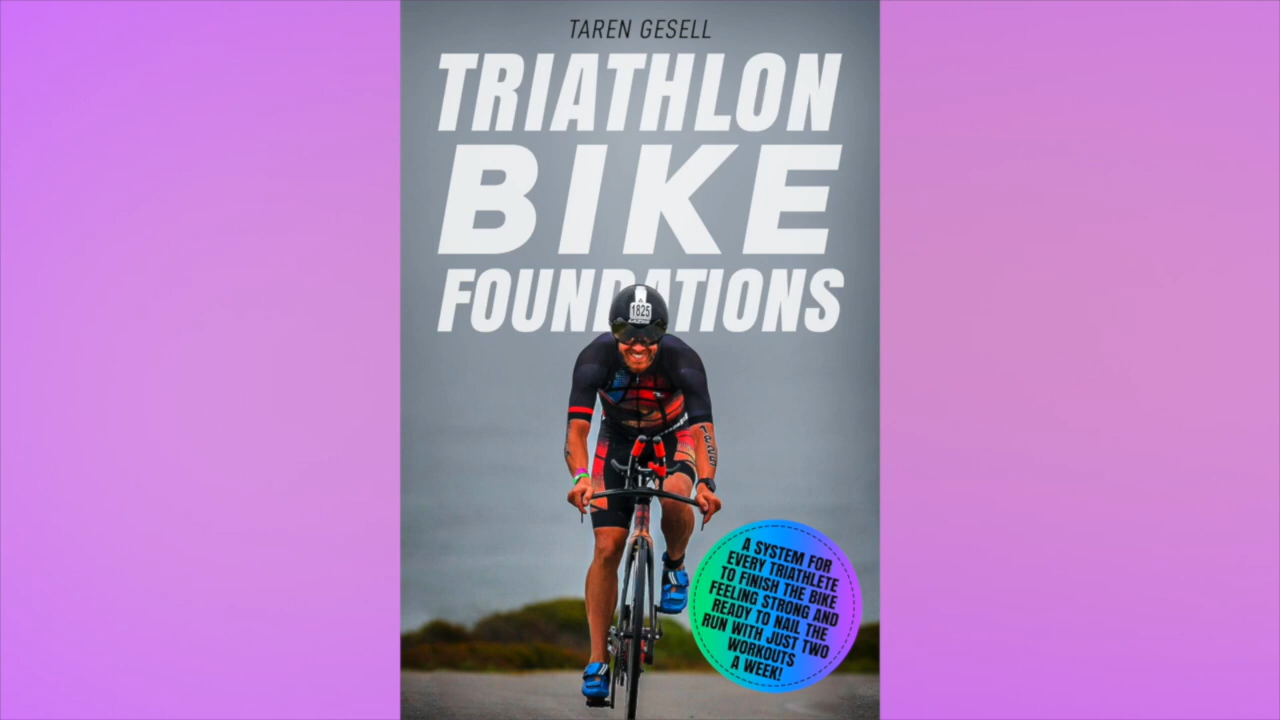 TAREN GESELL
TRIATHLON
BIKE
FOUNDATIONS
1825
1825
A SYSTEM FOR
EVERY TRIATHLETE
TO FINISH THE BIKE
FEELING STRONG AND
READY TO NAIL THE
RUN WITH JUST TWO
WORKOUTS
A WEEK!